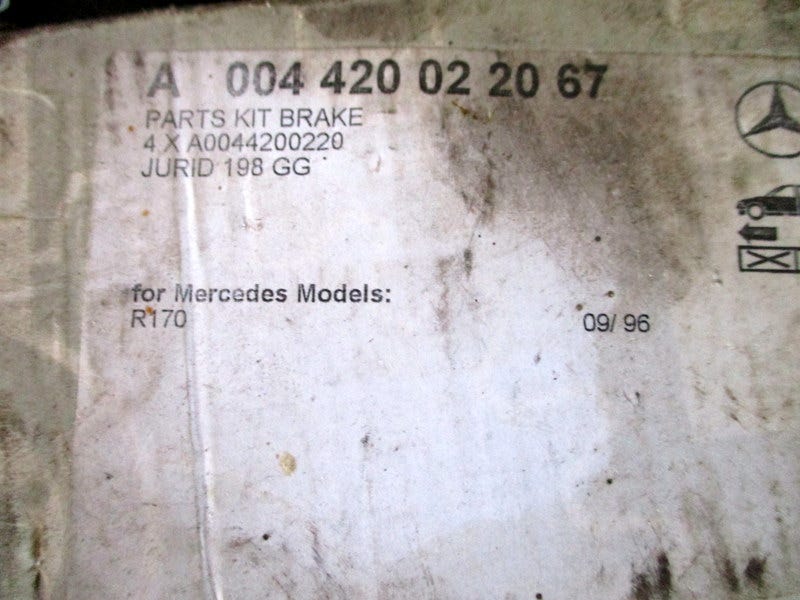 A 004 420 02 20 67
PARTS KIT BRAKE
4 X A0044200220
JURID 198 GG
for Mercedes Models:
R170
09/ 96